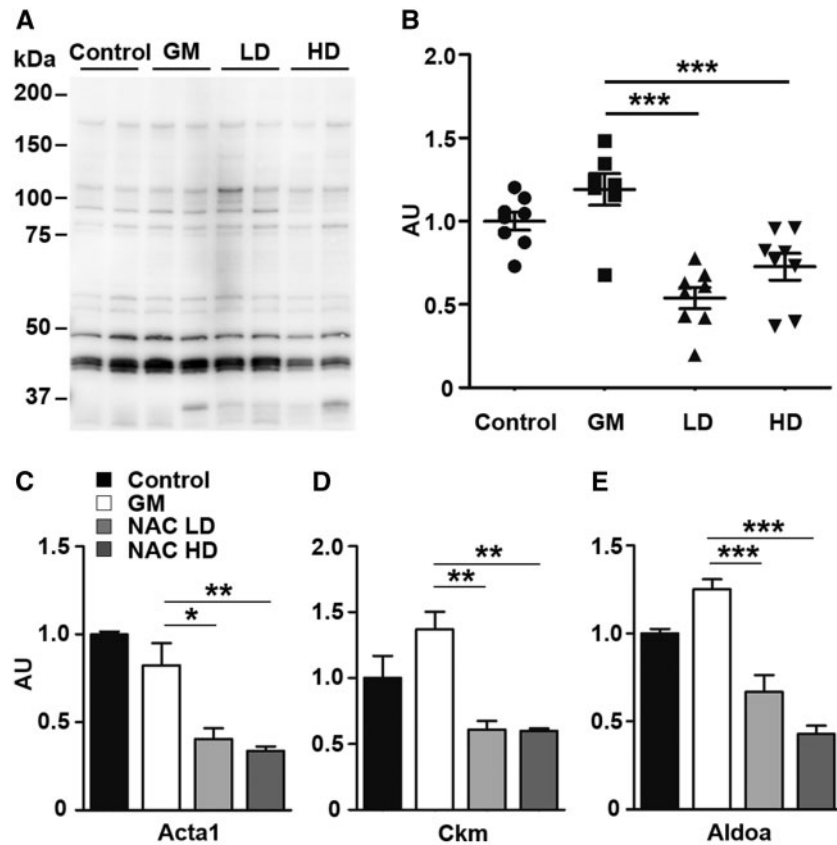 A
Control GM LD HD
kDa
200
150
100
75
50
37
B
2.0
1.5
1.0
0.5
0
AU
***
***
Control GM LD HD
C
Control
GM
NAC LD
NAC HD
1.5
1.0
0.5
0
AU
**
*
Acta1
D
2.0
1.5
1.0
0.5
0
**
**
Ckm
E
1.5
1.0
0.5
0
***
***
Aldoa